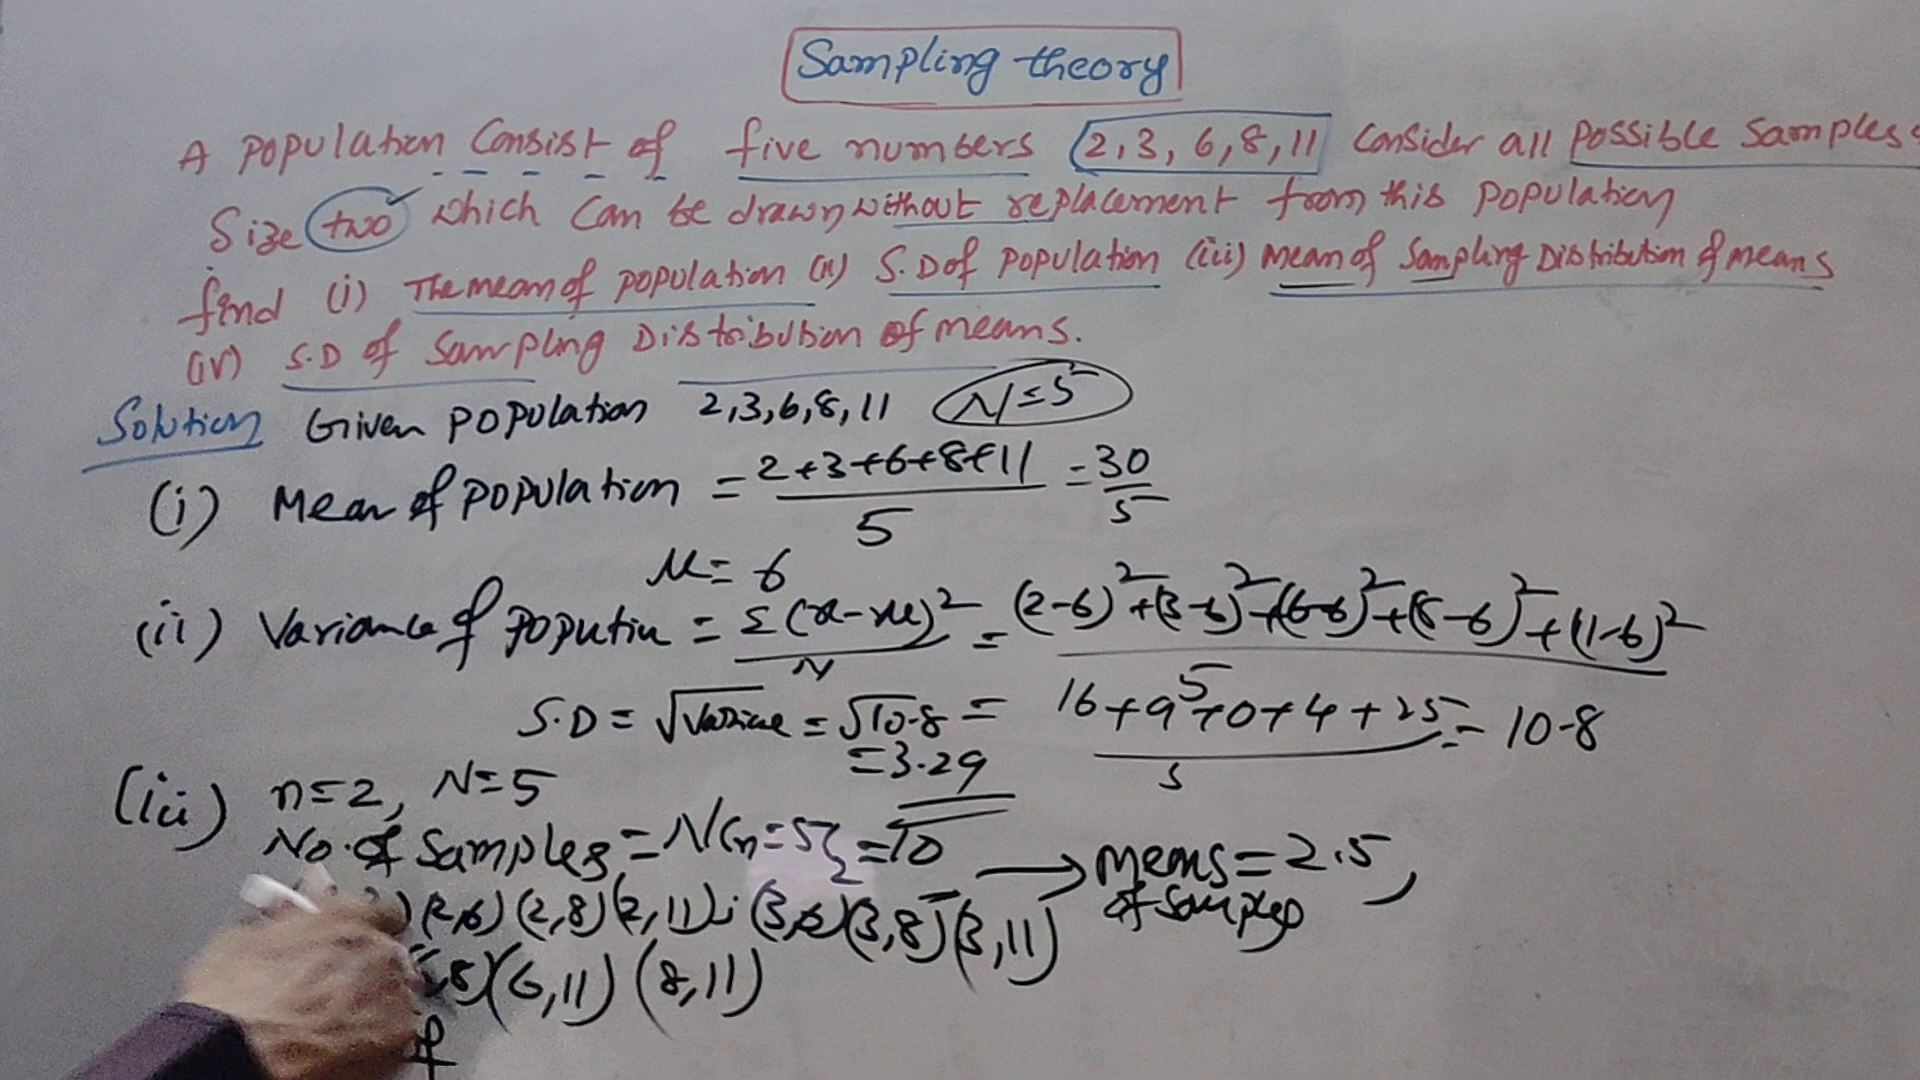 Sampling theory
A population Consist of five numbers (2,3,6,8,11 Consider all possible samples
Size two which Can be drawn without replacement from this population
find (i) The mean of population (ii) S.D of population (iii) mean of Sampling Distribution of means
(iv) S.D of Sampling Distribution of means.
Solution Given population 2,3,6,8,11 N=5
(i) Mean of population = 2+3+6+8+11 / 5 = 30 / 5
μ = 6
(ii) Variance of Poputin = Σ(x-μ)² / N = (2-6)²+(3-6)²+(6-6)²+(8-6)²+(11-6)² / 5
S.D = √Variance = √10.8 = 16+9+0+4+25 / 5 = 10.8
= 3.29
(iii) n=2, N=5
No. of Samples = NCn = 5C2 = 10 → means = 2.5,
of samples
) (2,6) (2,8) (2,11); (3,6) (3,8) (3,11)
,8) (6,11) (8,11)